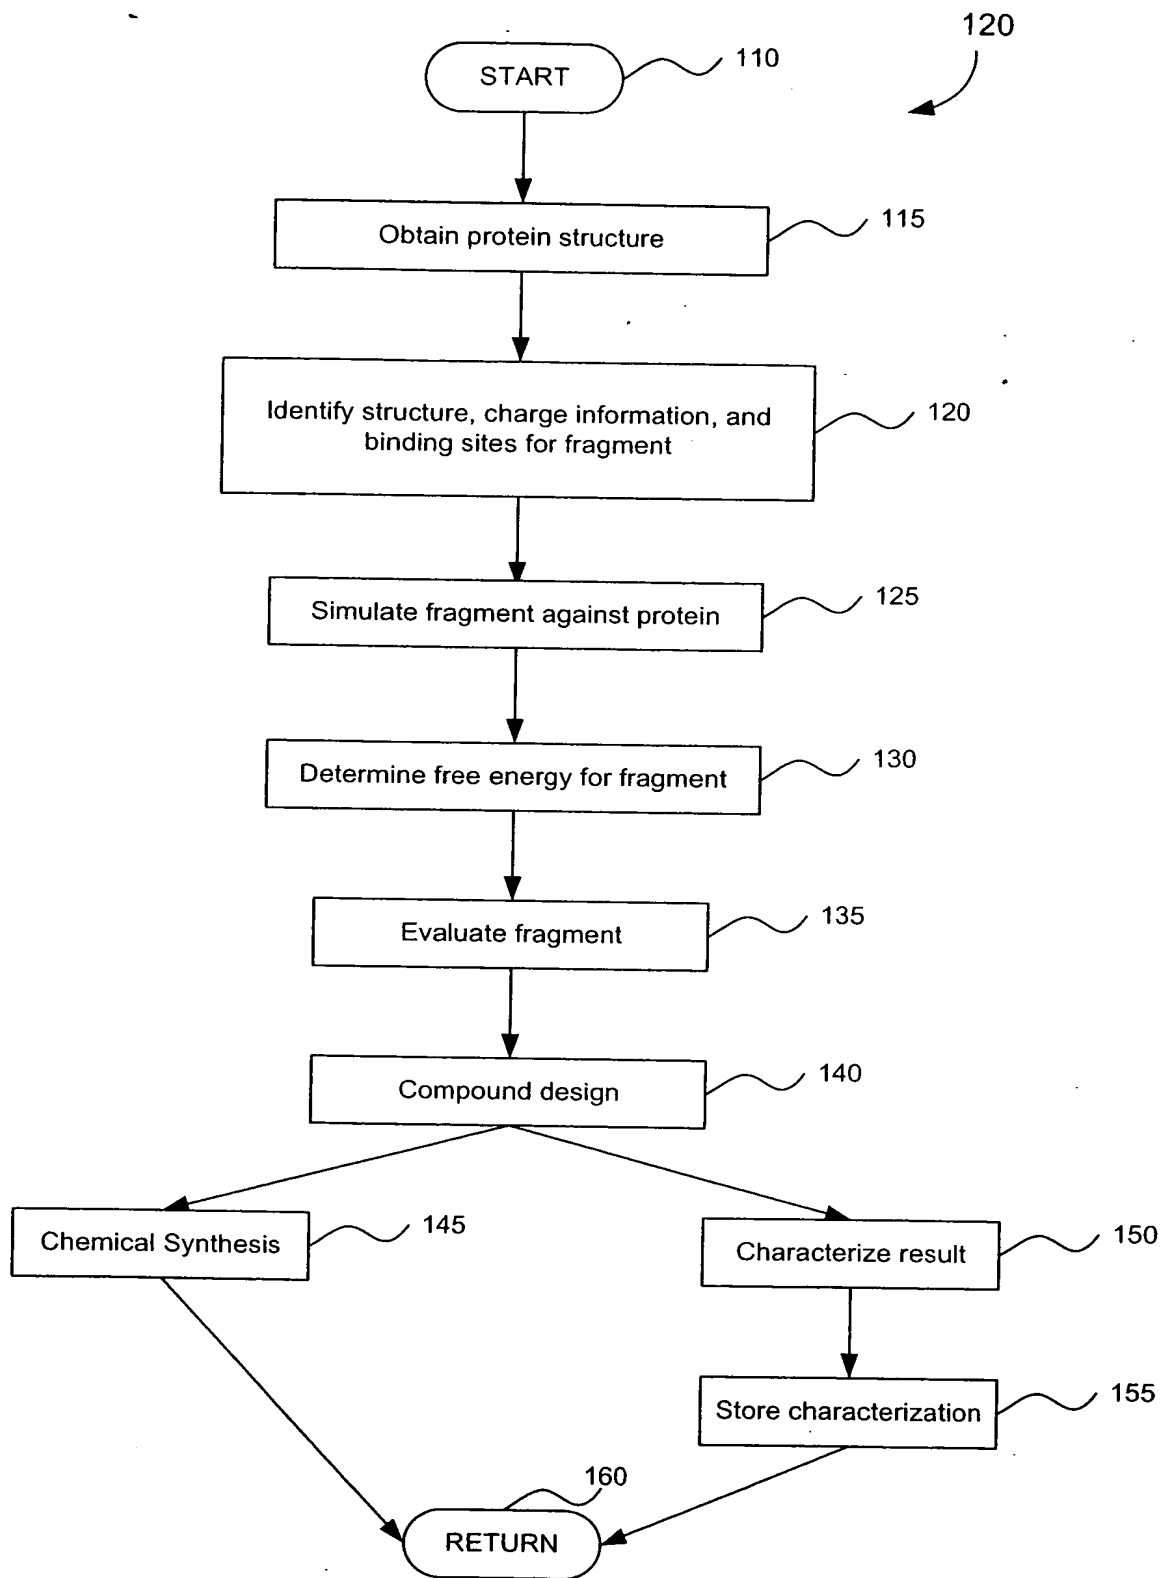 120
START
110
Obtain protein structure
115
Identify structure, charge information, and
binding sites for fragment
120
Simulate fragment against protein
125
Determine free energy for fragment
130
Evaluate fragment
135
Compound design
140
Chemical Synthesis
145
Characterize result
150
Store characterization
155
160
RETURN